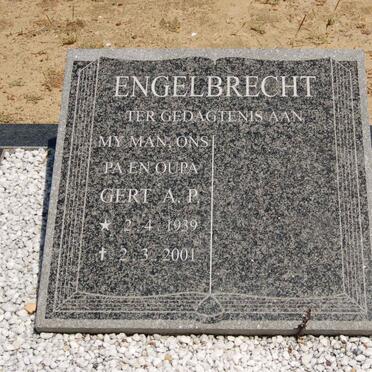 ENGELBRECHT
TER GEDAGTENIS AAN
MY MAN, ONS
PA EN OUPA
GERT A. P.
★ 2. 4. 1939
✝ 2. 3. 2001